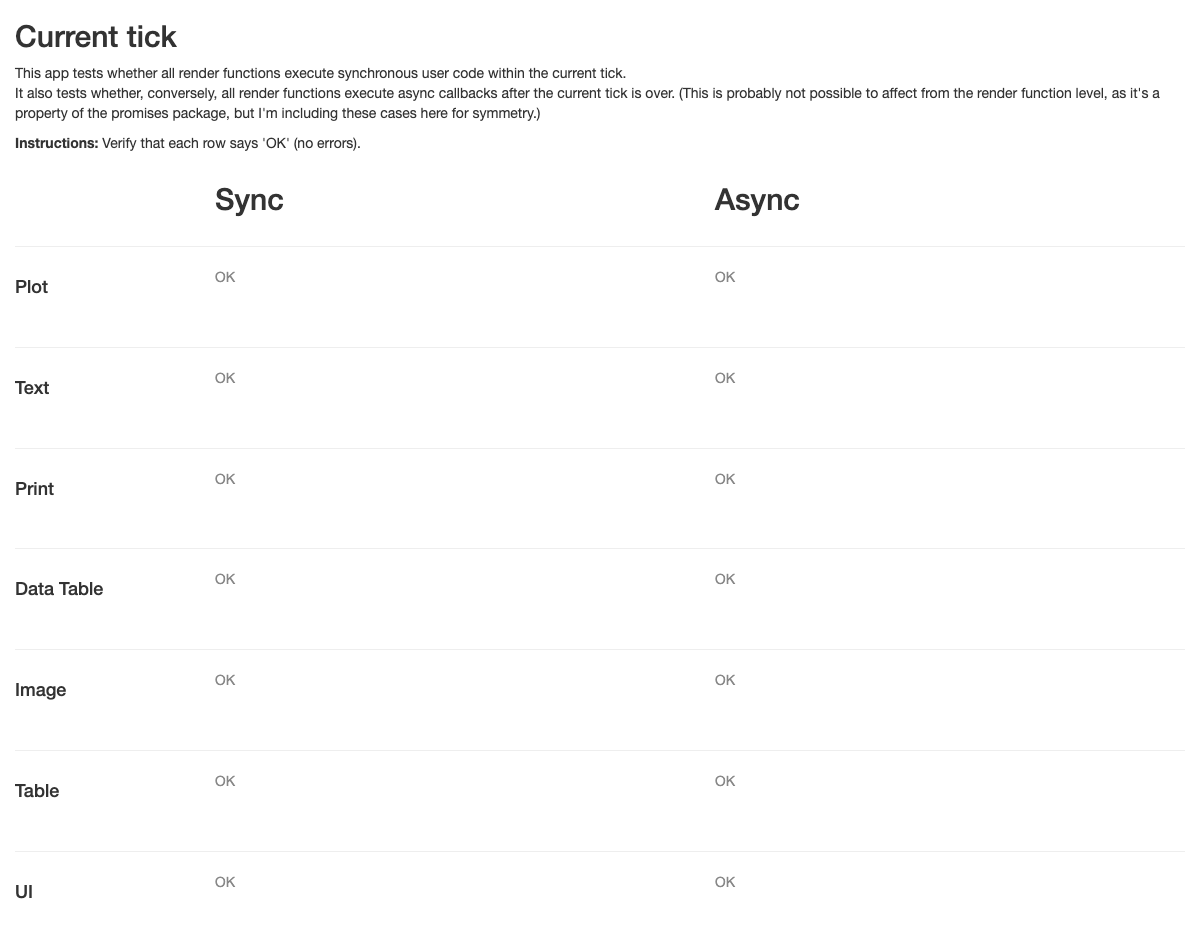 Current tick
This app tests whether all render functions execute synchronous user code within the current tick.
It also tests whether, conversely, all render functions execute async callbacks after the current tick is over. (This is probably not possible to affect from the render function level, as it's a
property of the promises package, but I'm including these cases here for symmetry.)
Instructions: Verify that each row says 'OK' (no errors).
Sync Async
Plot OK OK
Text OK OK
Print OK OK
Data Table OK OK
Image OK OK
Table OK OK
UI OK OK